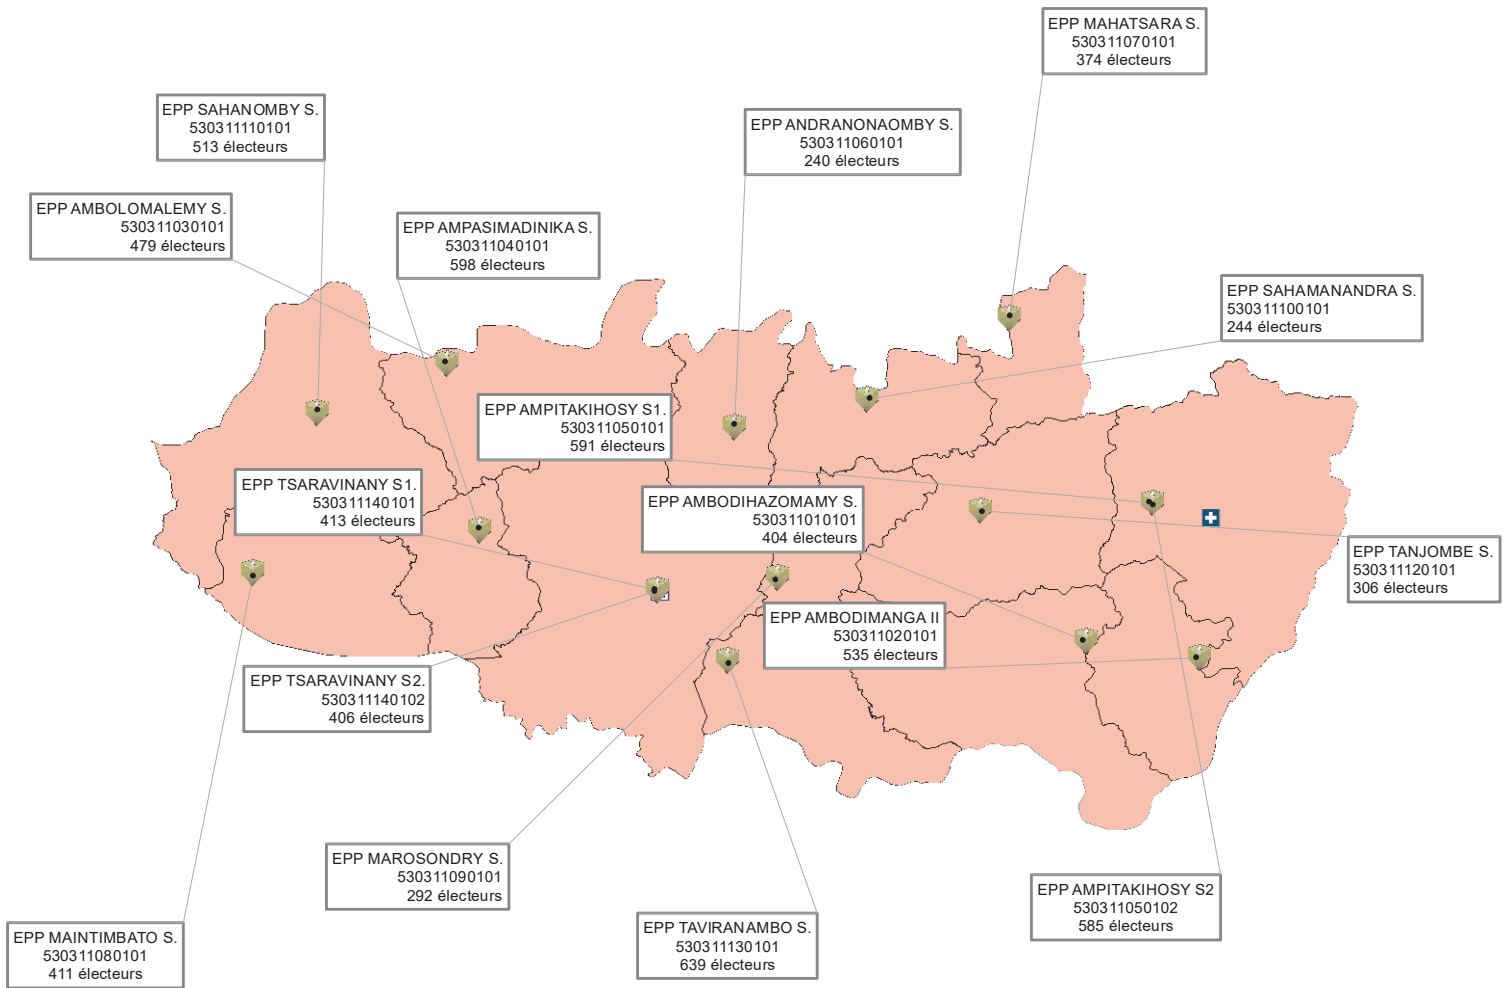 EPP MAHATSARA S.
530311070101
374 électeurs
EPP SAHANOMBY S.
530311110101
513 électeurs
EPP ANDRANONAOMBY S.
530311060101
240 électeurs
EPP AMBOLOMALEMY S.
530311030101
479 électeurs
EPP AMPASIMADINIKA S.
530311040101
598 électeurs
EPP SAHAMANANDRA S.
530311100101
244 électeurs
EPP AMPITAKIHOSY S1.
530311050101
591 électeurs
EPP TSARAVINANY S1.
530311140101
413 électeurs
EPP AMBODIHAZOMAMY S.
530311010101
404 électeurs
EPP TANJOMBE S.
530311120101
306 électeurs
EPP AMBODIMANGA II
530311020101
535 électeurs
EPP TSARAVINANY S2.
530311140102
406 électeurs
EPP MAROSONDRY S.
530311090101
292 électeurs
EPP AMPITAKIHOSY S2
530311050102
585 électeurs
EPP TAVIRANAMBO S.
530311130101
639 électeurs
EPP MAINTIMBATO S.
530311080101
411 électeurs